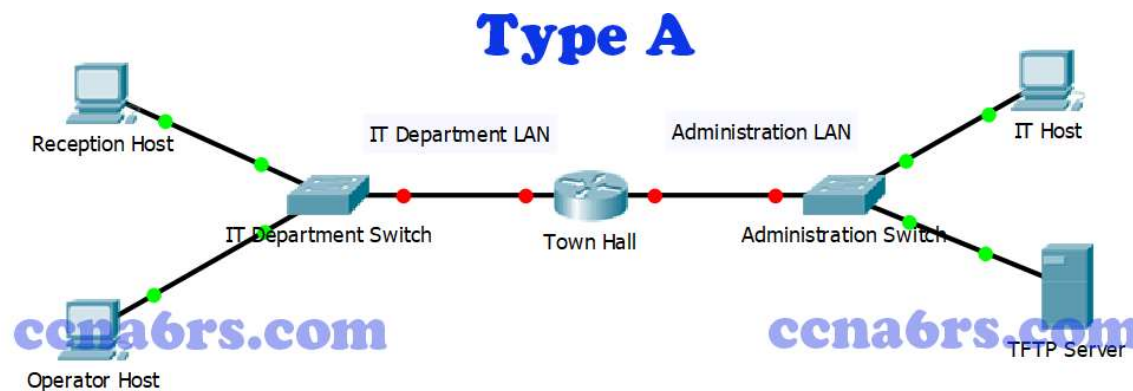 Type A
Reception Host
IT Department LAN
Administration LAN
IT Host
IT Department Switch
Town Hall
Administration Switch
ccna6rs.com
ccna6rs.com
Operator Host
TFTP Server